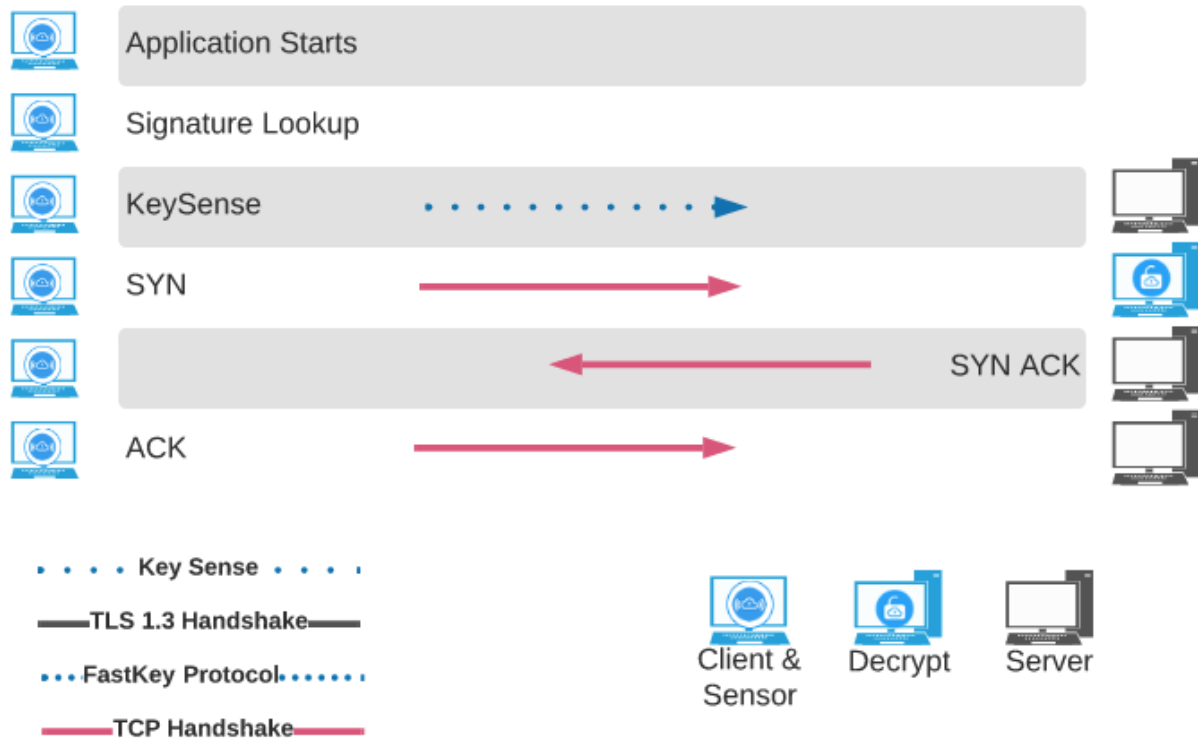 Application Starts
Signature Lookup
KeySense
SYN
SYN ACK
ACK
Key Sense
TLS 1.3 Handshake
FastKey Protocol
TCP Handshake
Client &
Sensor
Decrypt
Server